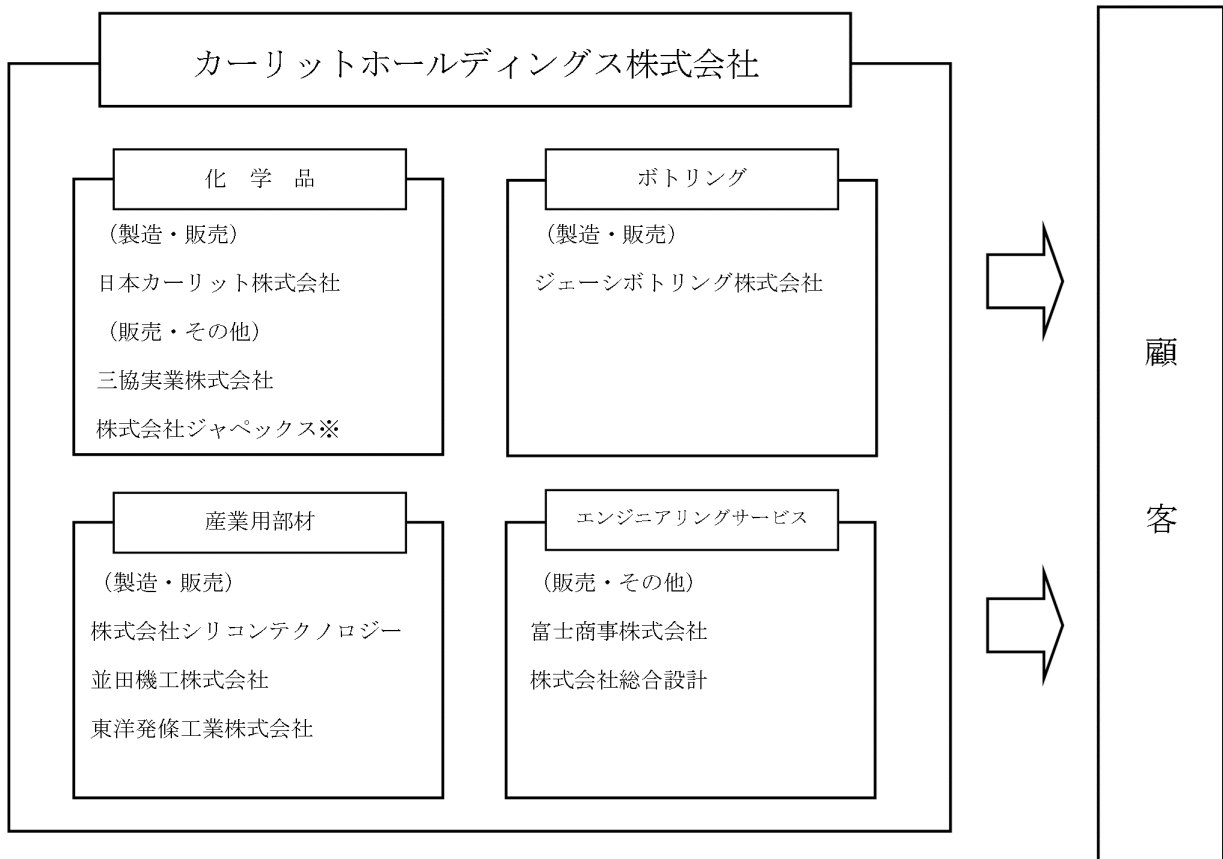 カーリットホールディングス株式会社
化 学 品
（製造・販売）
日本カーリット株式会社
（販売・その他）
三協実業株式会社
株式会社ジャペックス※
ボトリング
（製造・販売）
ジェーシボトリング株式会社
産業用部材
（製造・販売）
株式会社シリコンテクノロジー
並田機工株式会社
東洋発條工業株式会社
エンジニアリングサービス
（販売・その他）
富士商事株式会社
株式会社総合設計
顧
客